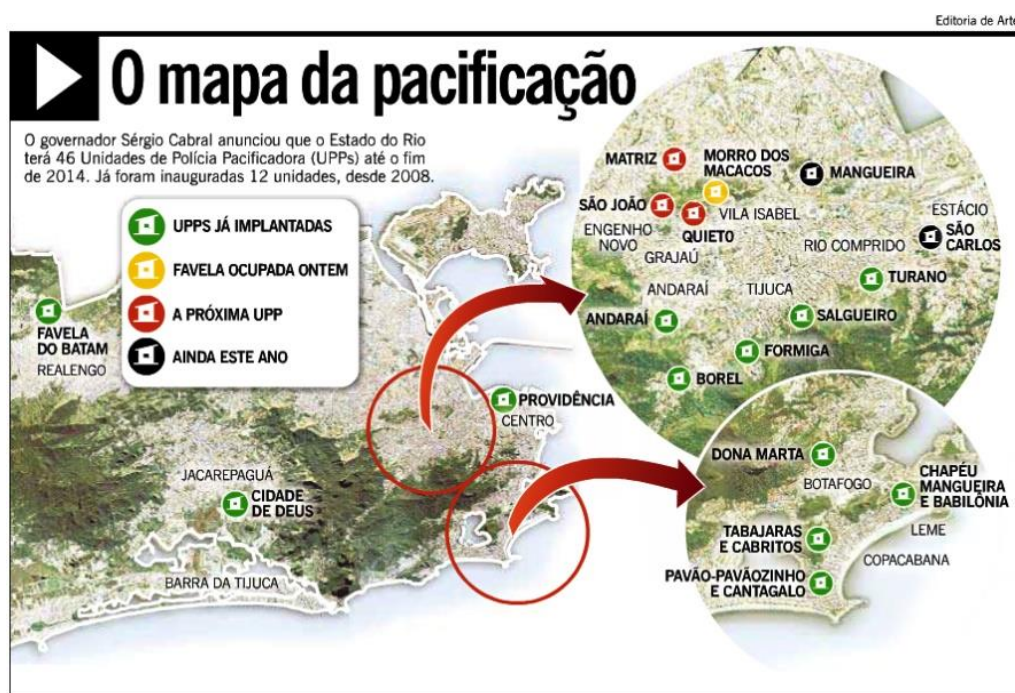 Editoria de Arte
O mapa da pacificação
O governador Sérgio Cabral anunciou que o Estado do Rio
terá 46 Unidades de Polícia Pacificadora (UPPs) até o fim
de 2014. Já foram inauguradas 12 unidades, desde 2008.
UPPS JÁ IMPLANTADAS
FAVELA OCUPADA ONTEM
A PRÓXIMA UPP
AINDA ESTE ANO
FAVELA
DO BATAM
REALENGO
JACAREPAGUÁ
CIDADE
DE DEUS
BARRA DA TIJUCA
PROVIDÊNCIA
CENTRO
MATRIZ
MORRO DOS
MACACOS
MANGUEIRA
SÃO JOÃO
ENGENHO
NOVO
QUIETO
VILA ISABEL
GRAJAÚ
ESTÁCIO
SÃO
CARLOS
RIO COMPRIDO
TURANO
ANDARAÍ
TIJUCA
ANDARAÍ
SALGUEIRO
FORMIGA
BOREL
DONA MARTA
BOTAFOGO
CHAPÉU
MANGUEIRA
E BABILÔNIA
LEME
TABAJARAS
E CABRITOS
COPACABANA
PAVÃO-PAVÃOZINHO
E CANTAGALO